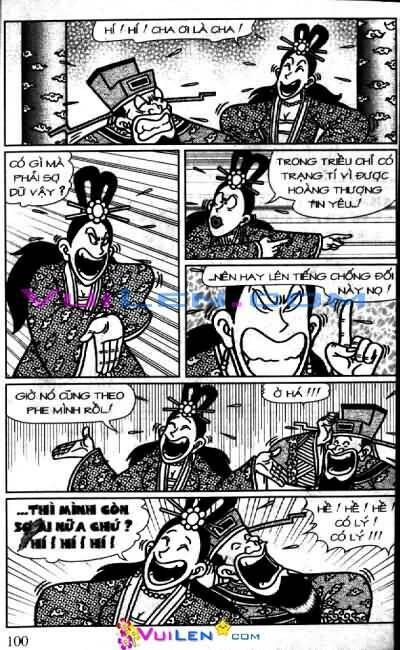 HÍ! HÍ! CHA ƠI LÀ CHA!
CÓ GÌ MÀ
PHẢI SỢ
DỮ VẬY?
TRONG TRIỀU CHỈ CÓ
TRẠNG TÍ VÌ ĐƯỢC
HOÀNG THƯỢNG
TIN YÊU..!
..NÊN HAY LÊN TIẾNG CHỐNG ĐỐI
NÀY NỌ!
VUILEN.COM
GIỜ NÓ CŨNG THEO
PHE MÌNH RỒI..!
Ờ HÁ!!!
...THÌ MÌNH CÒN
SỢ AI NỮA CHỨ?
HÍ! HÍ! HÍ!
HỀ! HỀ! HỀ!
CÓ LÝ!
CÓ LÝ!!!
100
VUILEN.COM